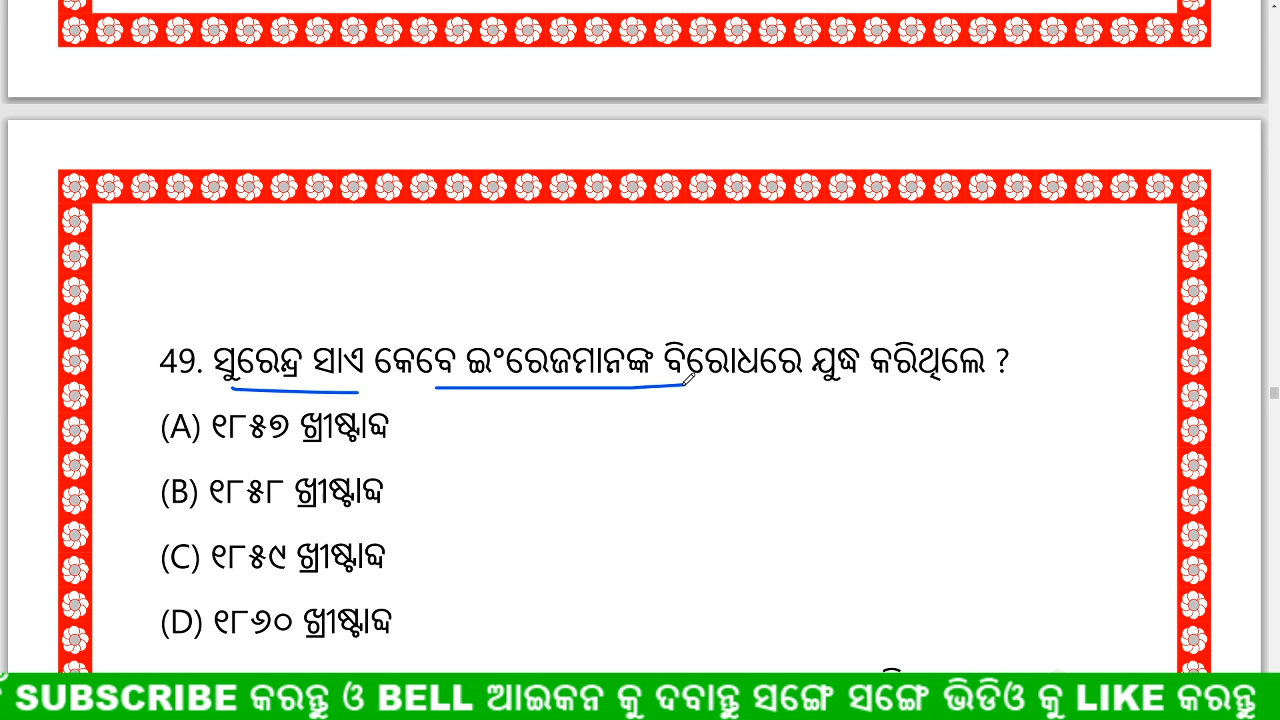 49. ସୁରେନ୍ଦ୍ର ସାଏ କେବେ ଇଂରେଜମାନଙ୍କ ବିରୋଧରେ ଯୁଦ୍ଧ କରିଥିଲେ ?
(A) ୧୮୫୭ ଖ୍ରୀଷ୍ଟାବ୍ଦ
(B) ୧୮୫୮ ଖ୍ରୀଷ୍ଟାବ୍ଦ
(C) ୧୮୫୯ ଖ୍ରୀଷ୍ଟାବ୍ଦ
(D) ୧୮୬୦ ଖ୍ରୀଷ୍ଟାବ୍ଦ
SUBSCRIBE କରନ୍ତୁ ଓ BELL ଆଇକନ କୁ ଦବାନ୍ତୁ ସଙ୍ଗେ ସଙ୍ଗେ ଭିଡିଓ କୁ LIKE କରନ୍ତୁ